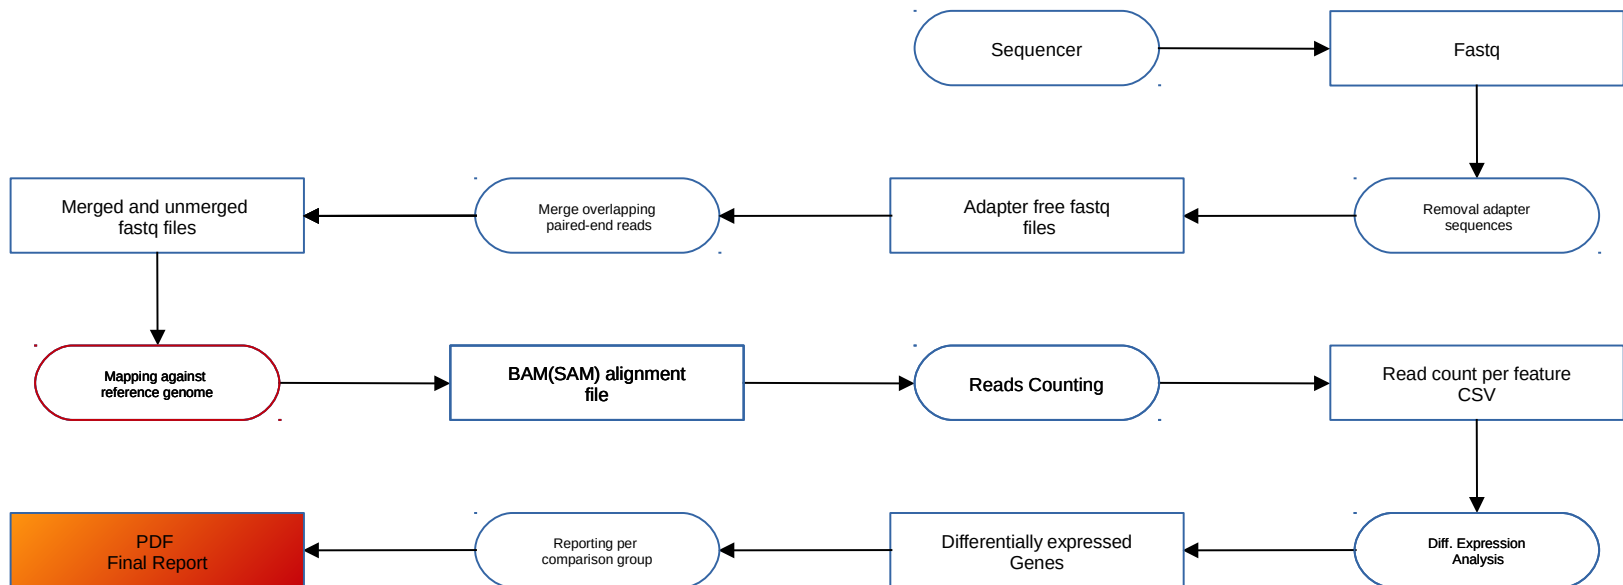 Sequencer
Fastq
Merged and unmerged
fastq files
Merge overlapping
paired-end reads
Adapter free fastq
files
Removal adapter
sequences
Mapping against
reference genome
BAM(SAM) alignment
file
Reads Counting
Read count per feature
CSV
PDF
Final Report
Reporting per
comparison group
Differentially expressed
Genes
Diff. Expression
Analysis